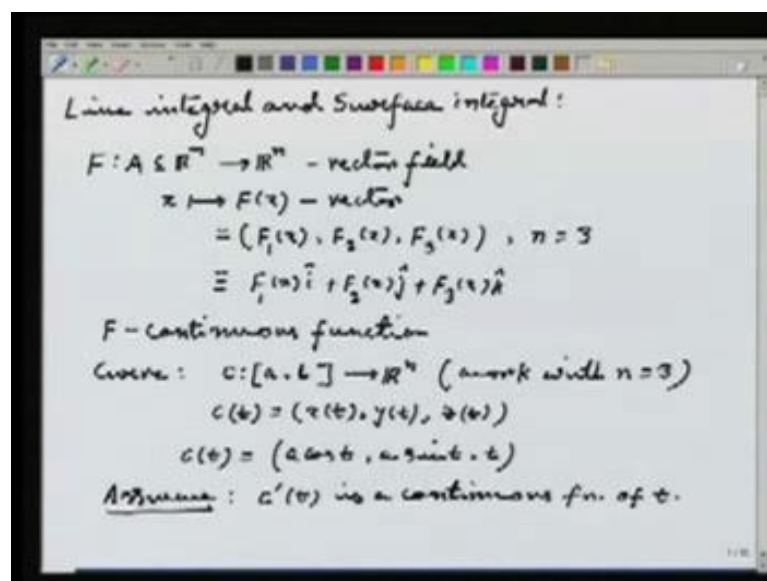 Line integral and Surface integral:
F: A ⊆ ℝⁿ → ℝⁿ - vector field
x ↦ F(x) - vector
= (F₁(x), F₂(x), F₃(x)), n = 3
≡ F₁(x)î + F₂(x)ĵ + F₃(x)k̂
F - continuous function
Curve: c: [a, b] → ℝⁿ (work with n = 3)
c(t) = (x(t), y(t), z(t))
c(t) = (a cos t, a sin t, t)
Assume: c'(t) is a continuous fn. of t.